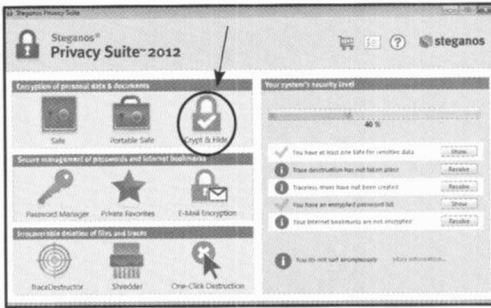 Steganos Privacy Suite
Steganos®
Privacy Suite™ 2012
steganos
Encryption of personal data & documents
Safe
Portable Safe
Crypt & Hide
Secure management of passwords and internet bookmarks
Password Manager
Private Favorites
E-Mail Encryption
Irrecoverable deletion of files and traces
TraceDestructor
Shredder
One-Click Destruction
Your system's security level
40 %
You have at least one Safe for sensitive data
Show
Trace destruction has not taken place
Resolve
Traceless drives have not been created
Resolve
You have an encrypted password list
Show
Your Internet bookmarks are not encrypted
Resolve
You do not surf anonymously
More information...